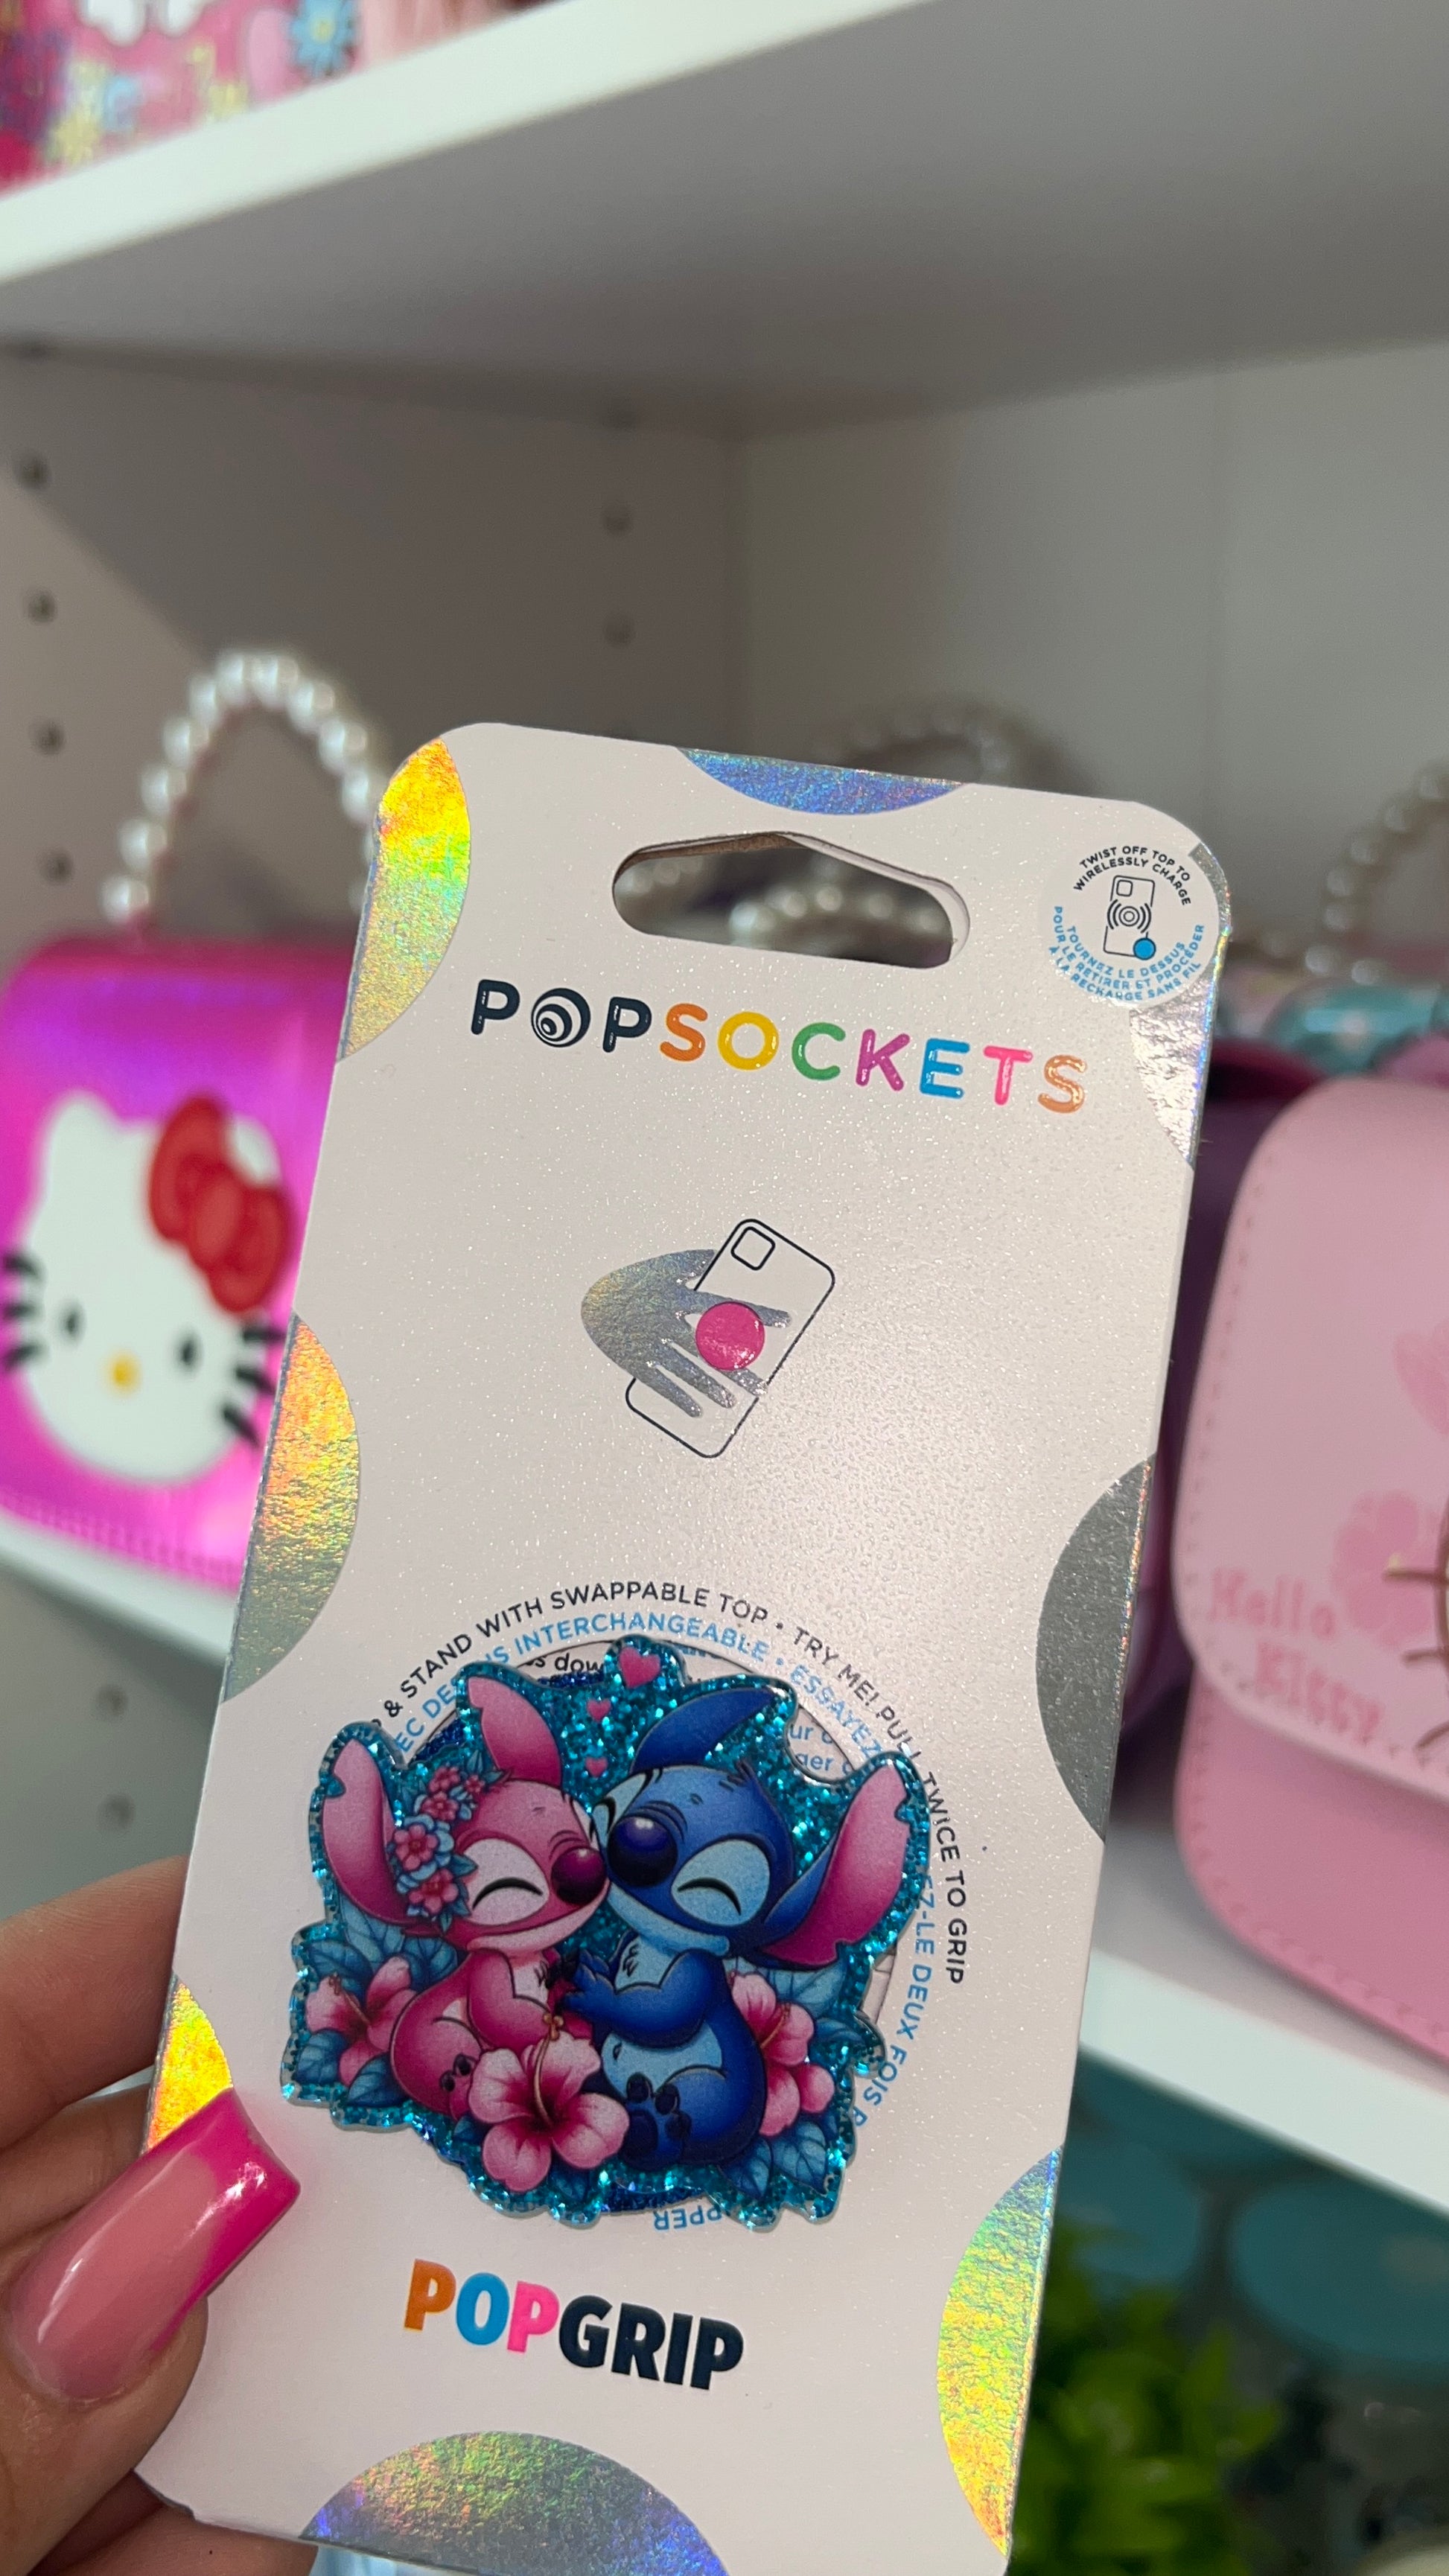 TWIST OFF TOP TO
WIRELESSLY CHARGE
TOURNEZ LE DESSUS
POUR LE RETIRER ET PROCÉDER
À LA RECHARGE SANS FIL
POPSOCKETS
& STAND WITH SWAPPABLE TOP • TRY ME! PULL TWICE TO GRIP
INTERCHANGEABLE • ESSAYEZ-LE DEUX FOIS
dow
POPGRIP
Hello
Kitty